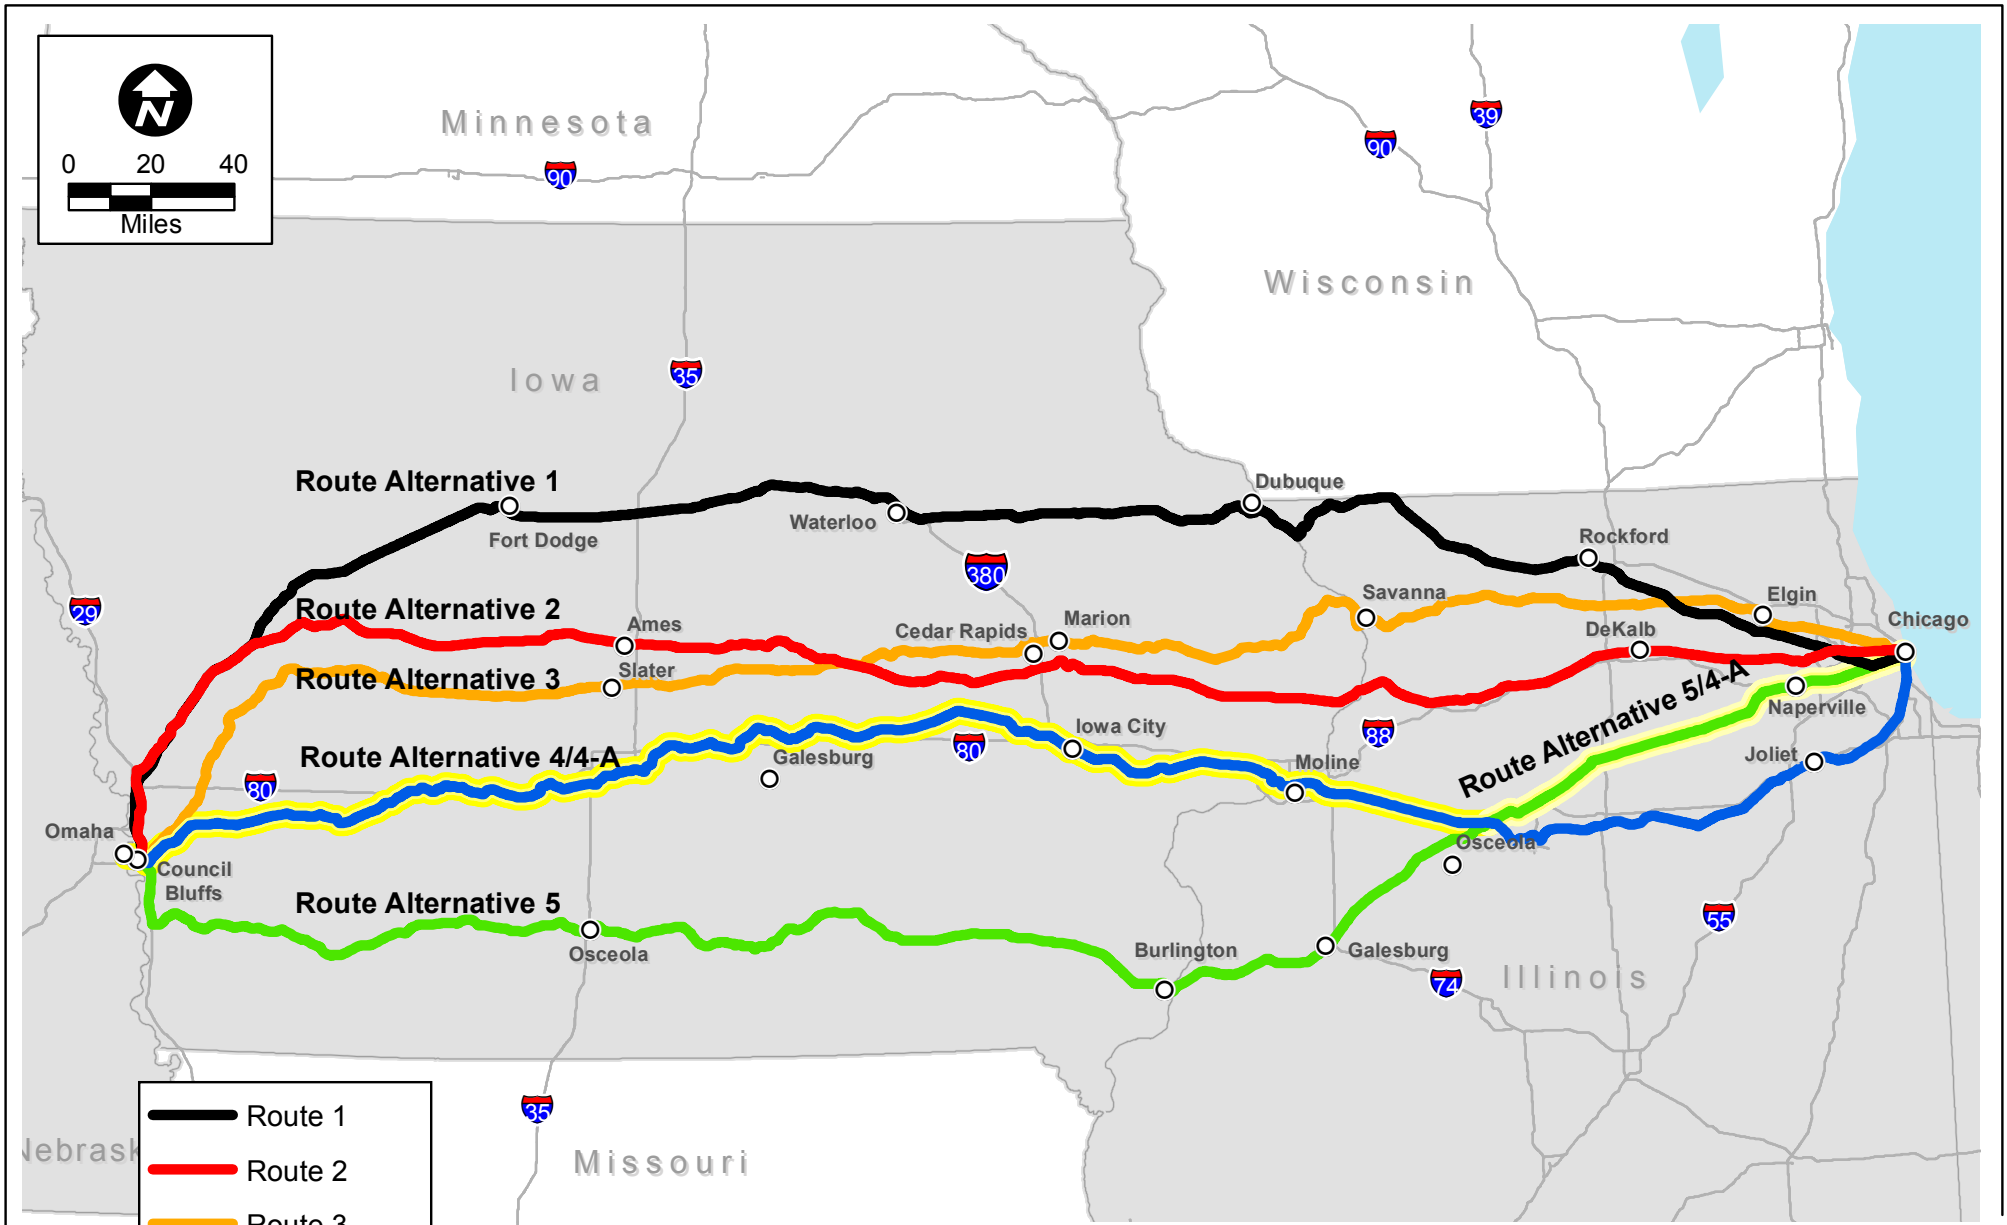 N
0 20 40
Miles
Minnesota
90
90
39
Wisconsin
Iowa
35
Route Alternative 1
Fort Dodge
Waterloo
Dubuque
Rockford
380
29
Route Alternative 2
Ames
Cedar Rapids
Marion
Savanna
Elgin
DeKalb
Chicago
Route Alternative 3
Slater
Route Alternative 5/4-A
Naperville
Route Alternative 4/4-A
Galesburg
80
Iowa City
88
Moline
Joliet
80
Omaha
Council
Bluffs
Osceola
Route Alternative 5
Osceola
Burlington
Galesburg
55
74
Illinois
35
Missouri
Nebrask
Route 1
Route 2
Route 3